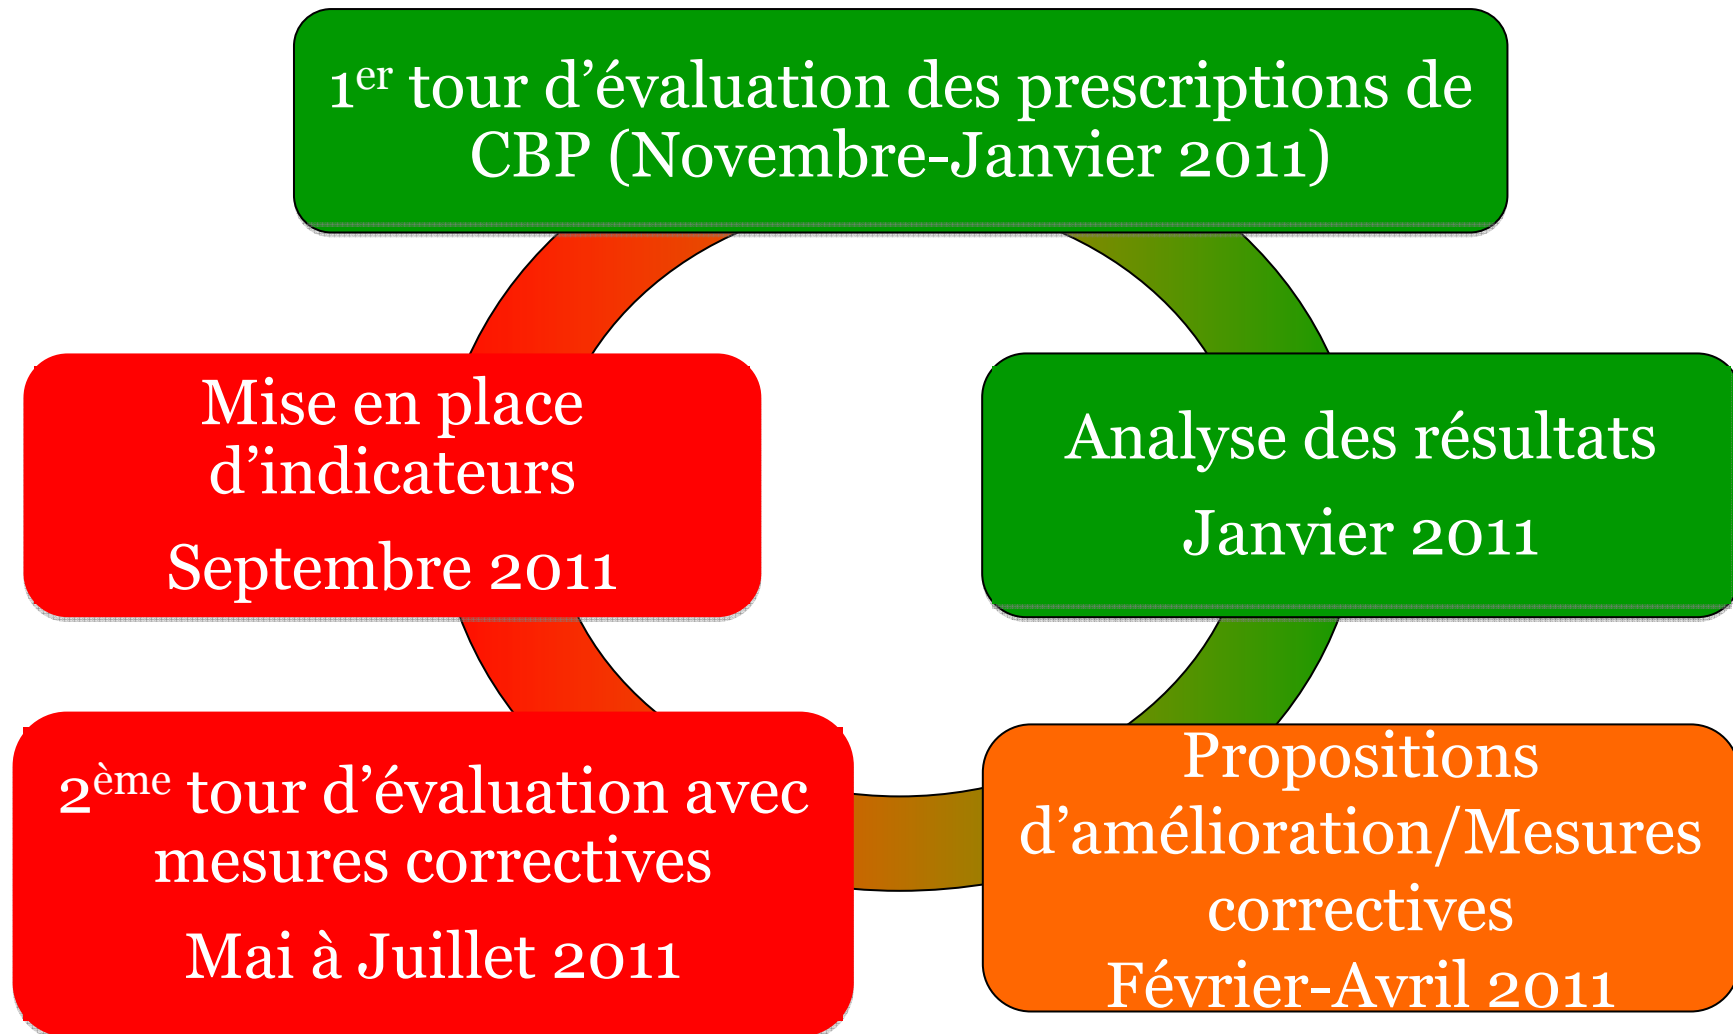 1er tour d’évaluation des prescriptions de
CBP (Novembre-Janvier 2011)
Analyse des résultats
Janvier 2011
Propositions
d’amélioration/Mesures
correctives
Février-Avril 2011
2ème tour d’évaluation avec
mesures correctives
Mai à Juillet 2011
Mise en place
d’indicateurs
Septembre 2011